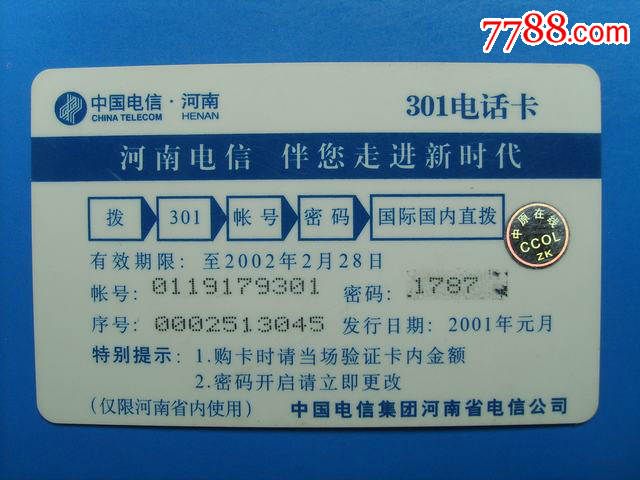 7788.com
中国电信·河南
CHINA TELECOM HENAN
301电话卡
河南电信 伴您走进新时代
拨 301 帐号 密码 国际国内直拨
中原在线
CCOL
ZK
有效期限: 至2002年2月28日
帐号: 0119179301 密码: 1787
序号: 0002513045 发行日期: 2001年元月
特别提示: 1.购卡时请当场验证卡内金额
2.密码开启请立即更改
(仅限河南省内使用) 中国电信集团河南省电信公司